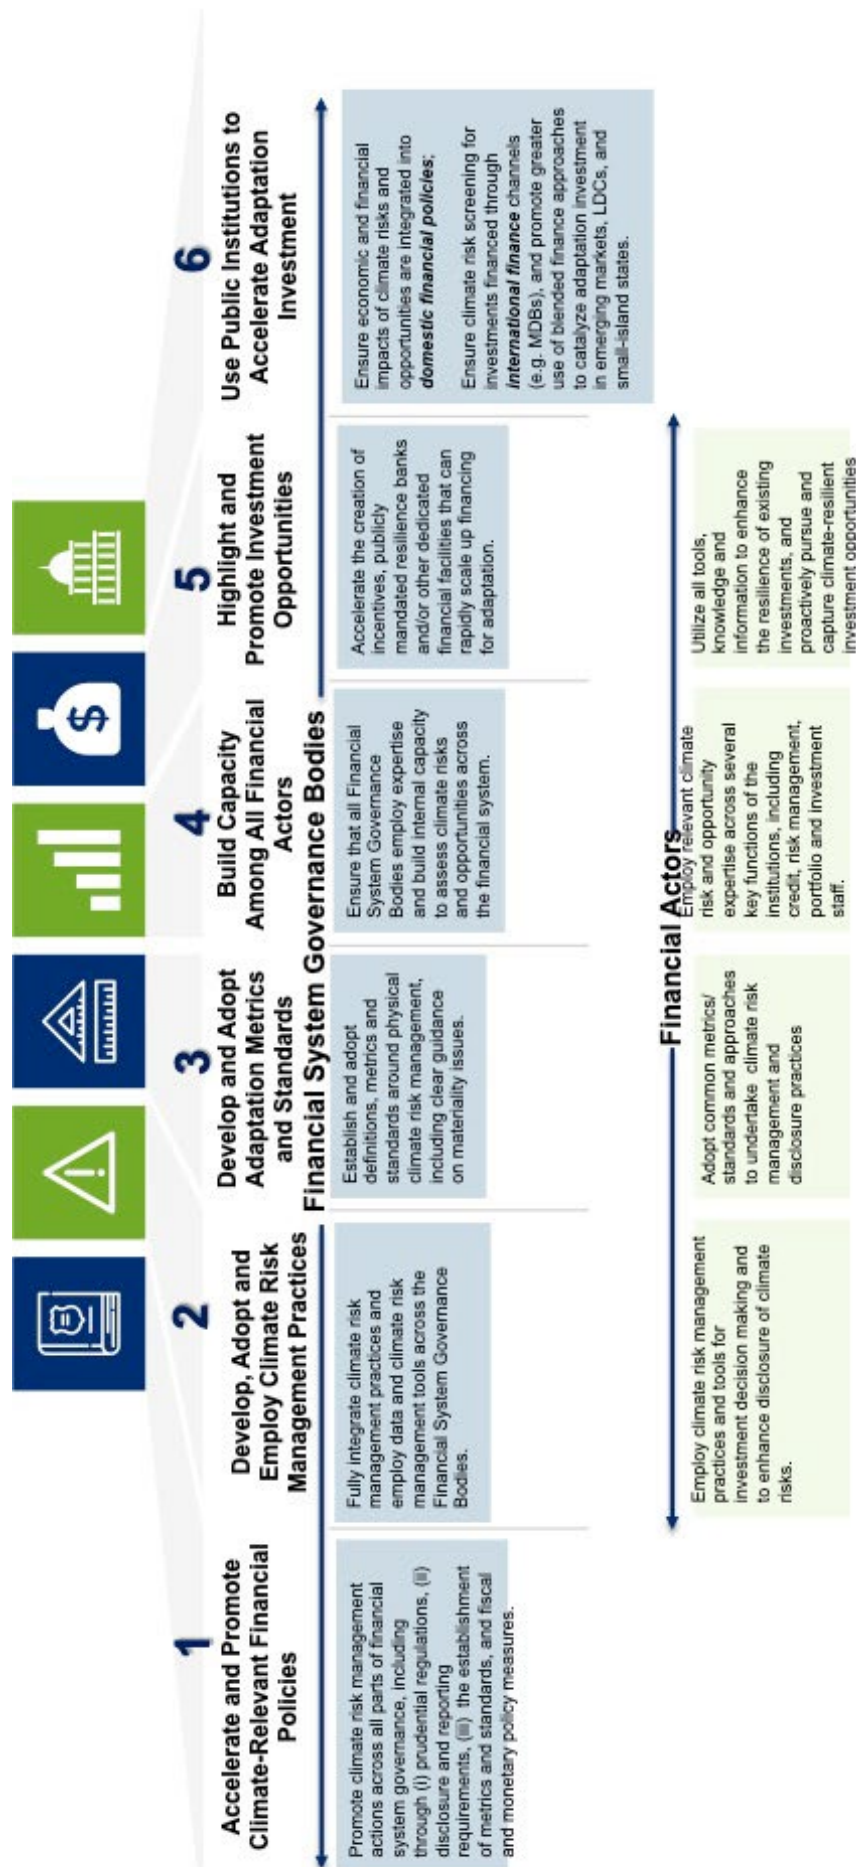 1
Accelerate and Promote
Climate-Relevant Financial
Policies
2
Develop, Adopt and
Employ Climate Risk
Management Practices
3
Develop and Adopt
Adaptation Metrics
and Standards
4
Build Capacity
Among All Financial
Actors
5
Highlight and
Promote Investment
Opportunities
6
Use Public Institutions to
Accelerate Adaptation
Investment
Financial System Governance Bodies
Promote climate risk management
actions across all parts of financial
system governance, including
through (i) prudential regulations, (ii)
disclosure and reporting
requirements, (iii) the establishment
of metrics and standards, and fiscal
and monetary policy measures.
Fully integrate climate risk
management practices and
employ data and climate risk
management tools across the
Financial System Governance
Bodies.
Establish and adopt
definitions, metrics and
standards around physical
climate risk management,
including clear guidance
on materiality issues.
Ensure that all Financial
System Governance
Bodies employ expertise
and build internal capacity
to assess climate risks
and opportunities across
the financial system.
Accelerate the creation of
incentives, publicly
mandated resilience banks
and/or other dedicated
financial facilities that can
rapidly scale up financing
for adaptation.
Ensure economic and financial
impacts of climate risks and
opportunities are integrated into
domestic financial policies;
Ensure climate risk screening for
investments financed through
international finance channels
(e.g. MDBs), and promote greater
use of blended finance approaches
to catalyze adaptation investment
in emerging markets, LDCs, and
small-island states.
Financial Actors
Employ climate risk management
practices and tools for
investment decision making and
to enhance disclosure of climate
risks.
Adopt common metrics/
standards and approaches
to undertake climate risk
management and
disclosure practices
Employ relevant climate
risk and opportunity
expertise across several
key functions of the
institutions, including
credit, risk management,
portfolio and investment
staff.
Utilize all tools,
knowledge and
information to enhance
the resilience of existing
investments, and
proactively pursue and
capture climate-resilient
investment opportunities
$